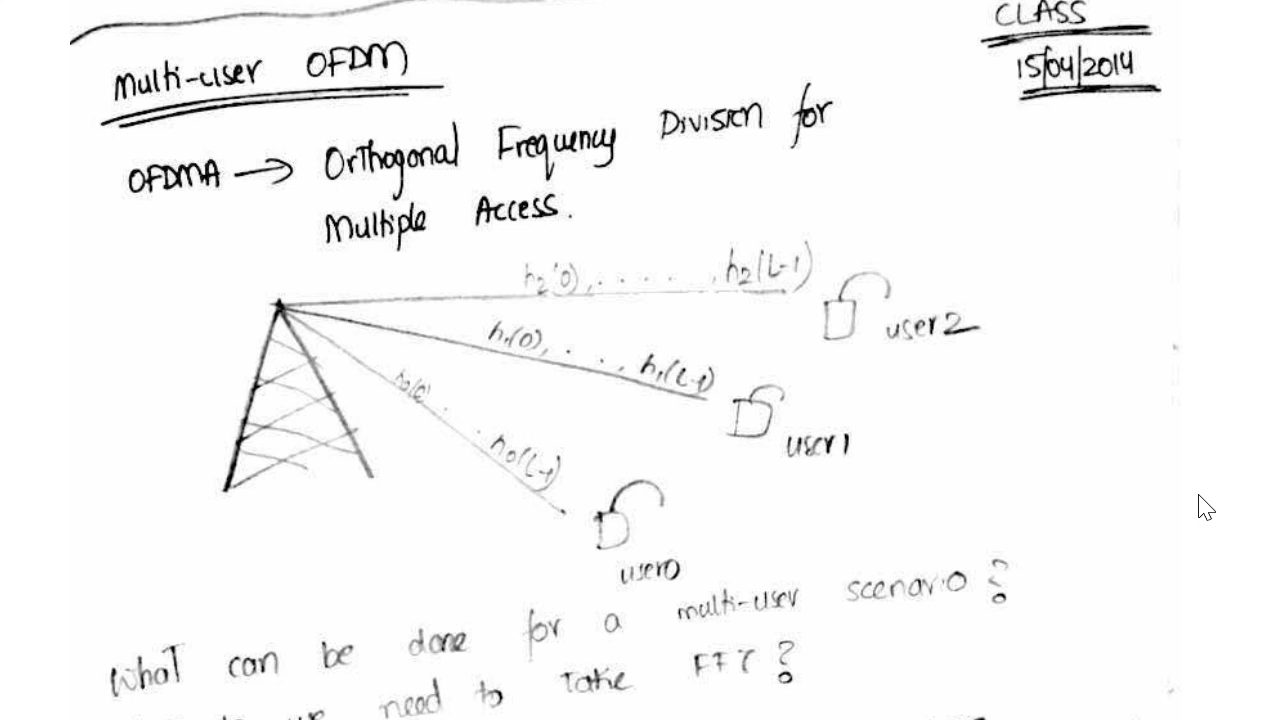 CLASS
15/04/2014
Multi-user OFDM
OFDMA → Orthogonal Frequency Division for
Multiple Access.
h2(0), . . . . . , h2(L-1)
user2
h1(0), . . . , h1(L-1)
user1
h0(0) . . . h0(L-1)
user0
What can be done for a multi-user scenario?
we need to Take FFT?